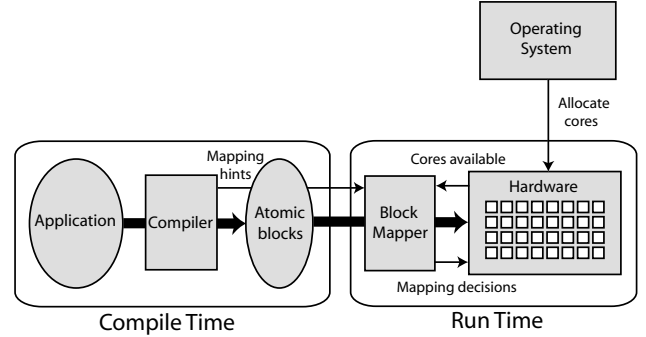 Operating
System
Allocate
cores
Mapping
hints
Cores available
Hardware
Application
Compiler
Atomic
blocks
Block
Mapper
Mapping decisions
Compile Time
Run Time